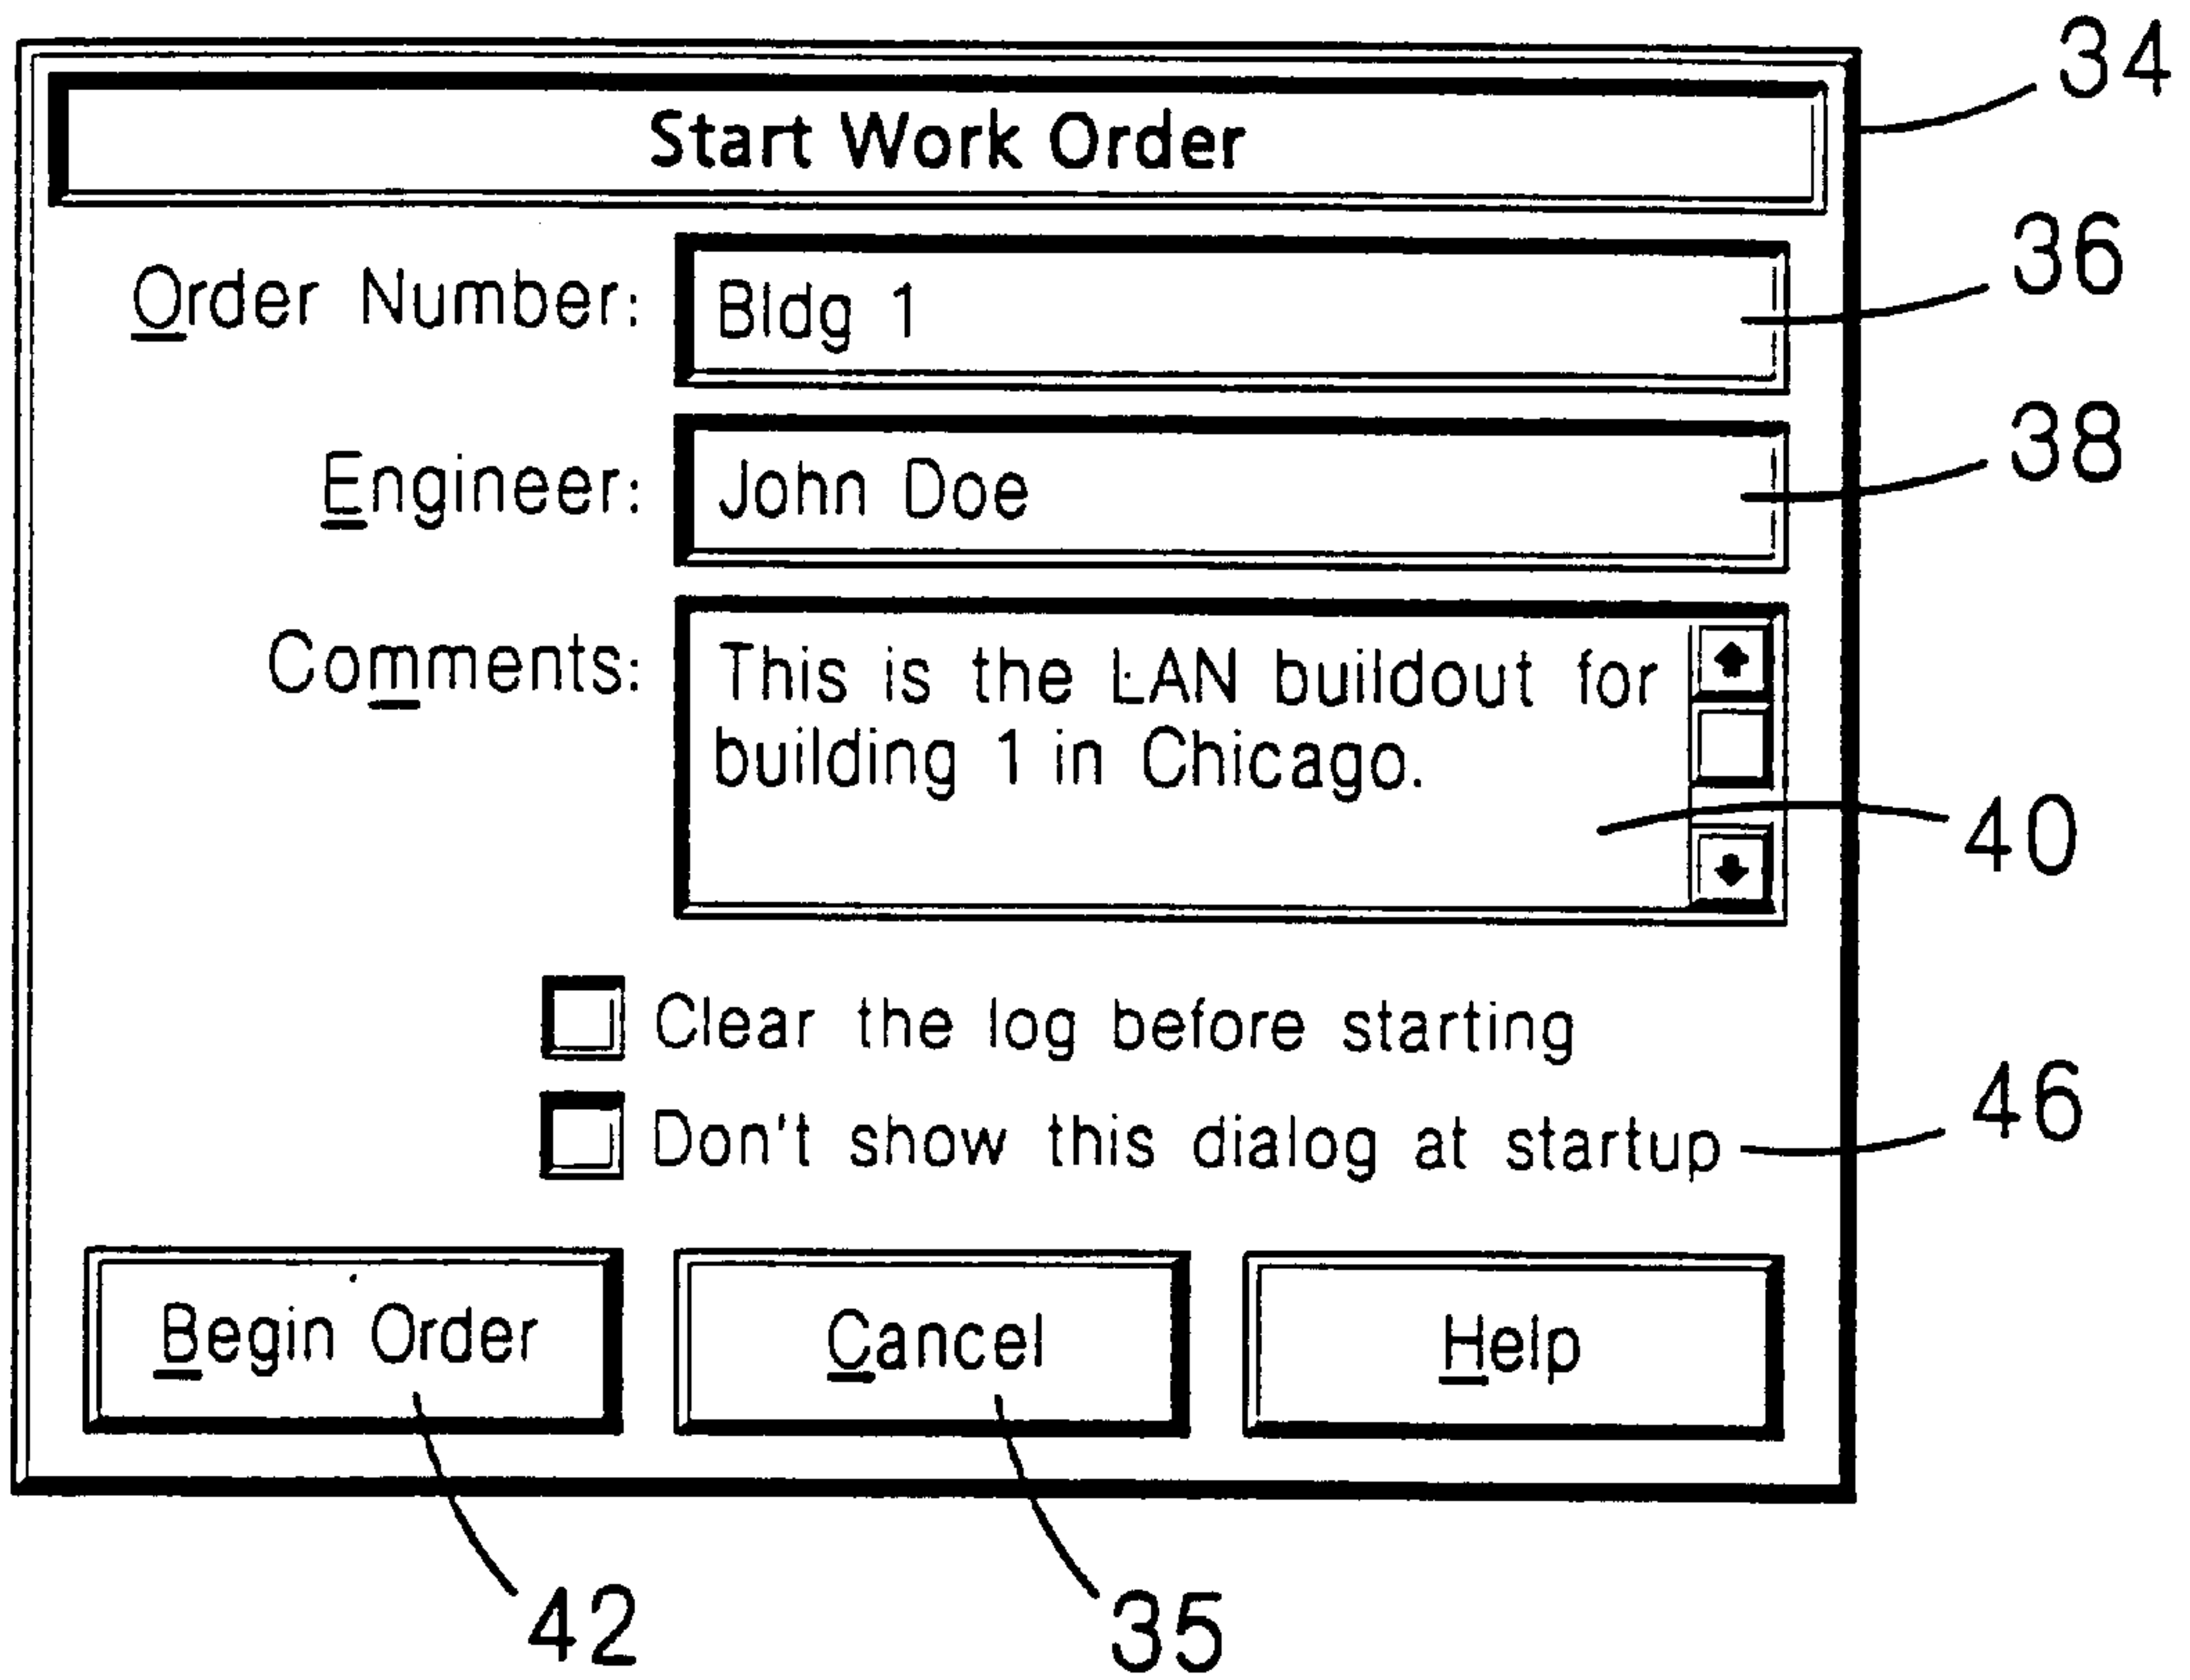 Start Work Order
34
Order Number: Bldg 1
36
Engineer: John Doe
38
Comments: This is the LAN buildout for
building 1 in Chicago.
40
Clear the log before starting
Don't show this dialog at startup
46
Begin Order Cancel Help
42 35